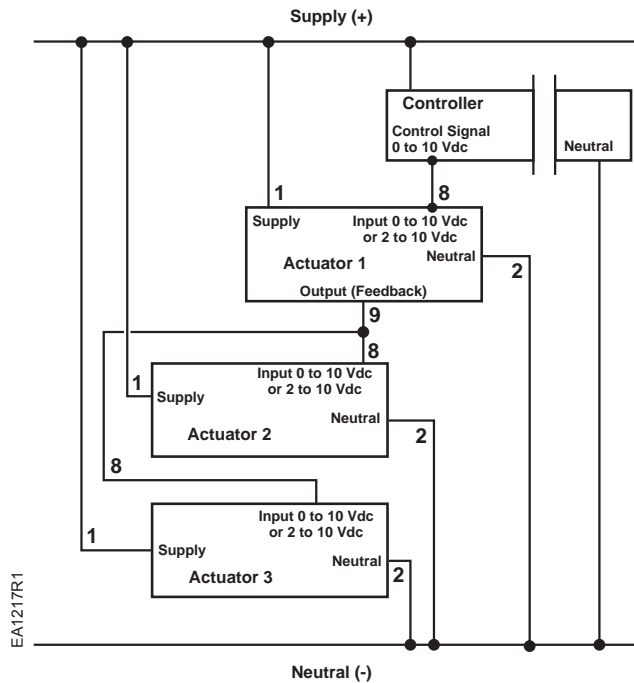 Supply (+)
Controller
Control Signal
0 to 10 Vdc
Neutral
1
8
Supply
Input 0 to 10 Vdc
or 2 to 10 Vdc
Neutral
Actuator 1
2
Output (Feedback)
9
8
Input 0 to 10 Vdc
or 2 to 10 Vdc
1
Supply
Neutral
Actuator 2
2
8
Input 0 to 10 Vdc
or 2 to 10 Vdc
1
Supply
Neutral
Actuator 3
2
EA1217R1
Neutral (-)